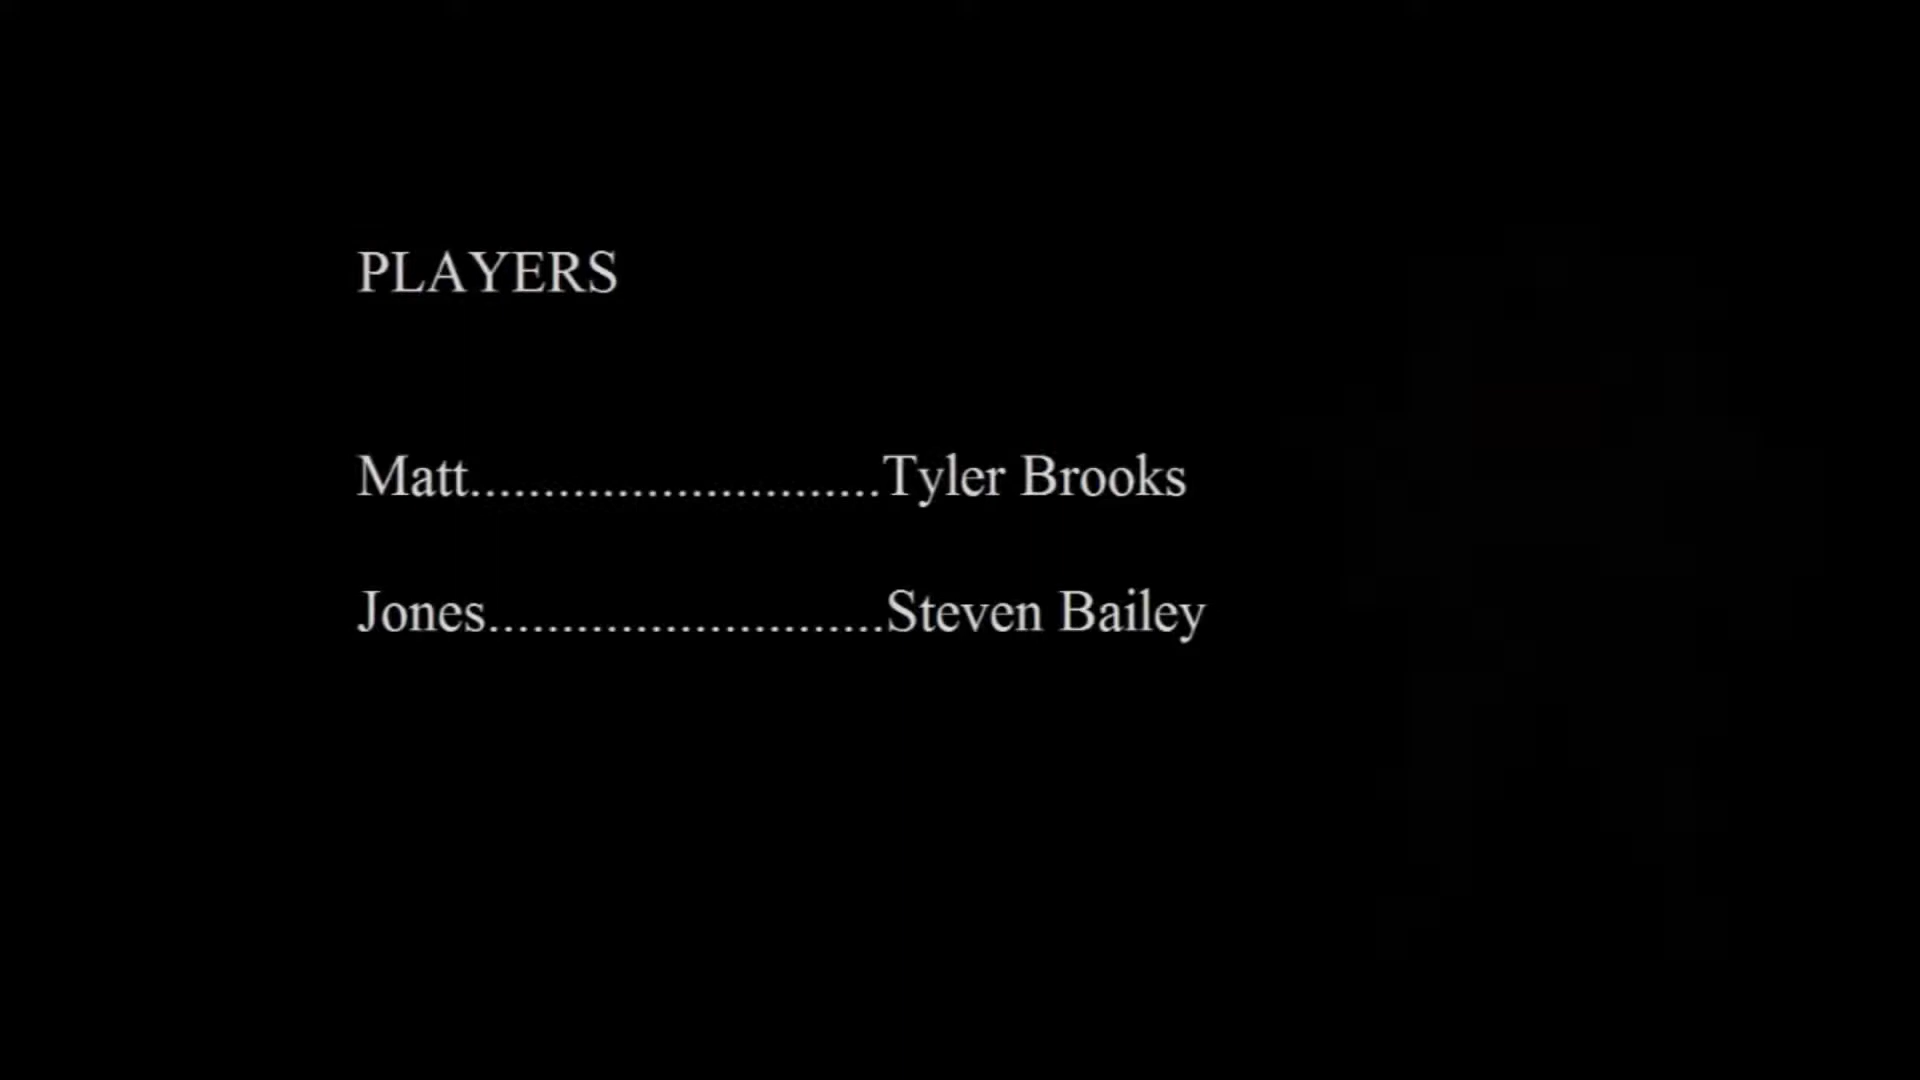 PLAYERS
Matt............................Tyler Brooks
Jones...........................Steven Bailey